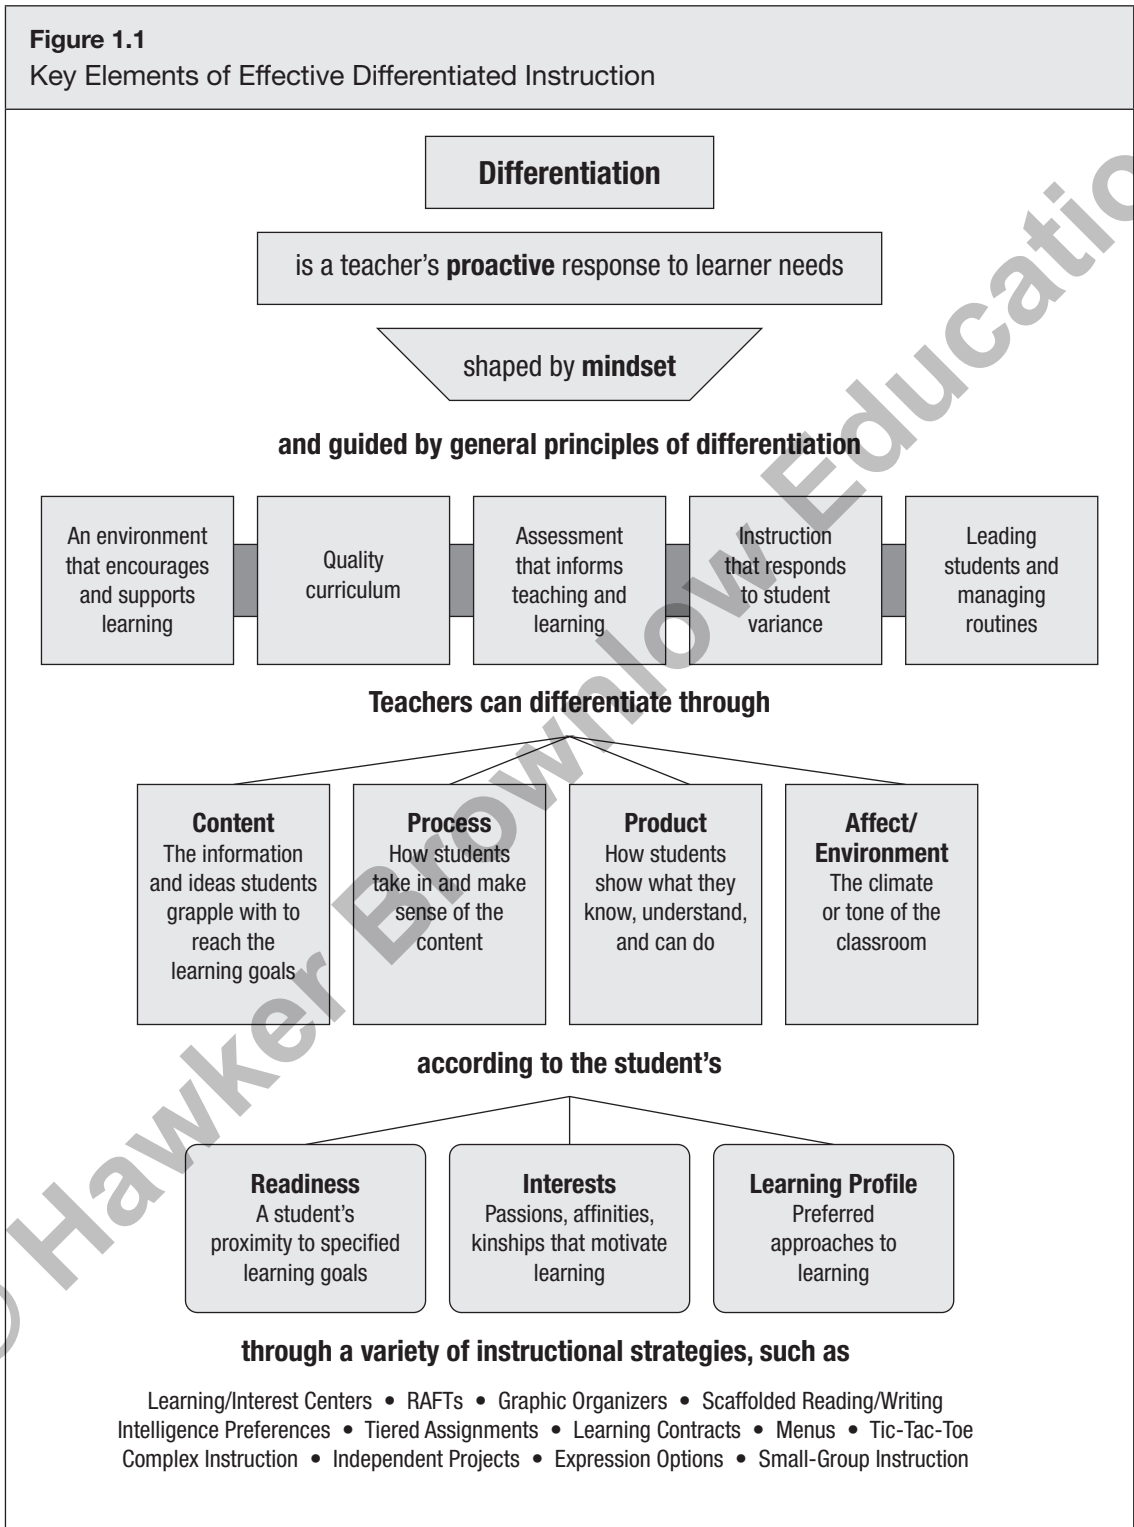 Figure 1.1
Key Elements of Effective Differentiated Instruction
Differentiation
is a teacher's proactive response to learner needs
shaped by mindset
and guided by general principles of differentiation
An environment
that encourages
and supports
learning
Quality
curriculum
Assessment
that informs
teaching and
learning
Instruction
that responds
to student
variance
Leading
students and
managing
routines
Teachers can differentiate through
Content
The information
and ideas students
grapple with to
reach the
learning goals
Process
How students
take in and make
sense of the
content
Product
How students
show what they
know, understand,
and can do
Affect/
Environment
The climate
or tone of the
classroom
according to the student's
Readiness
A student's
proximity to specified
learning goals
Interests
Passions, affinities,
kinships that motivate
learning
Learning Profile
Preferred
approaches to
learning
through a variety of instructional strategies, such as
Learning/Interest Centers • RAFTs • Graphic Organizers • Scaffolded Reading/Writing
Intelligence Preferences • Tiered Assignments • Learning Contracts • Menus • Tic-Tac-Toe
Complex Instruction • Independent Projects • Expression Options • Small-Group Instruction
© Hawker Brownlow Educatio